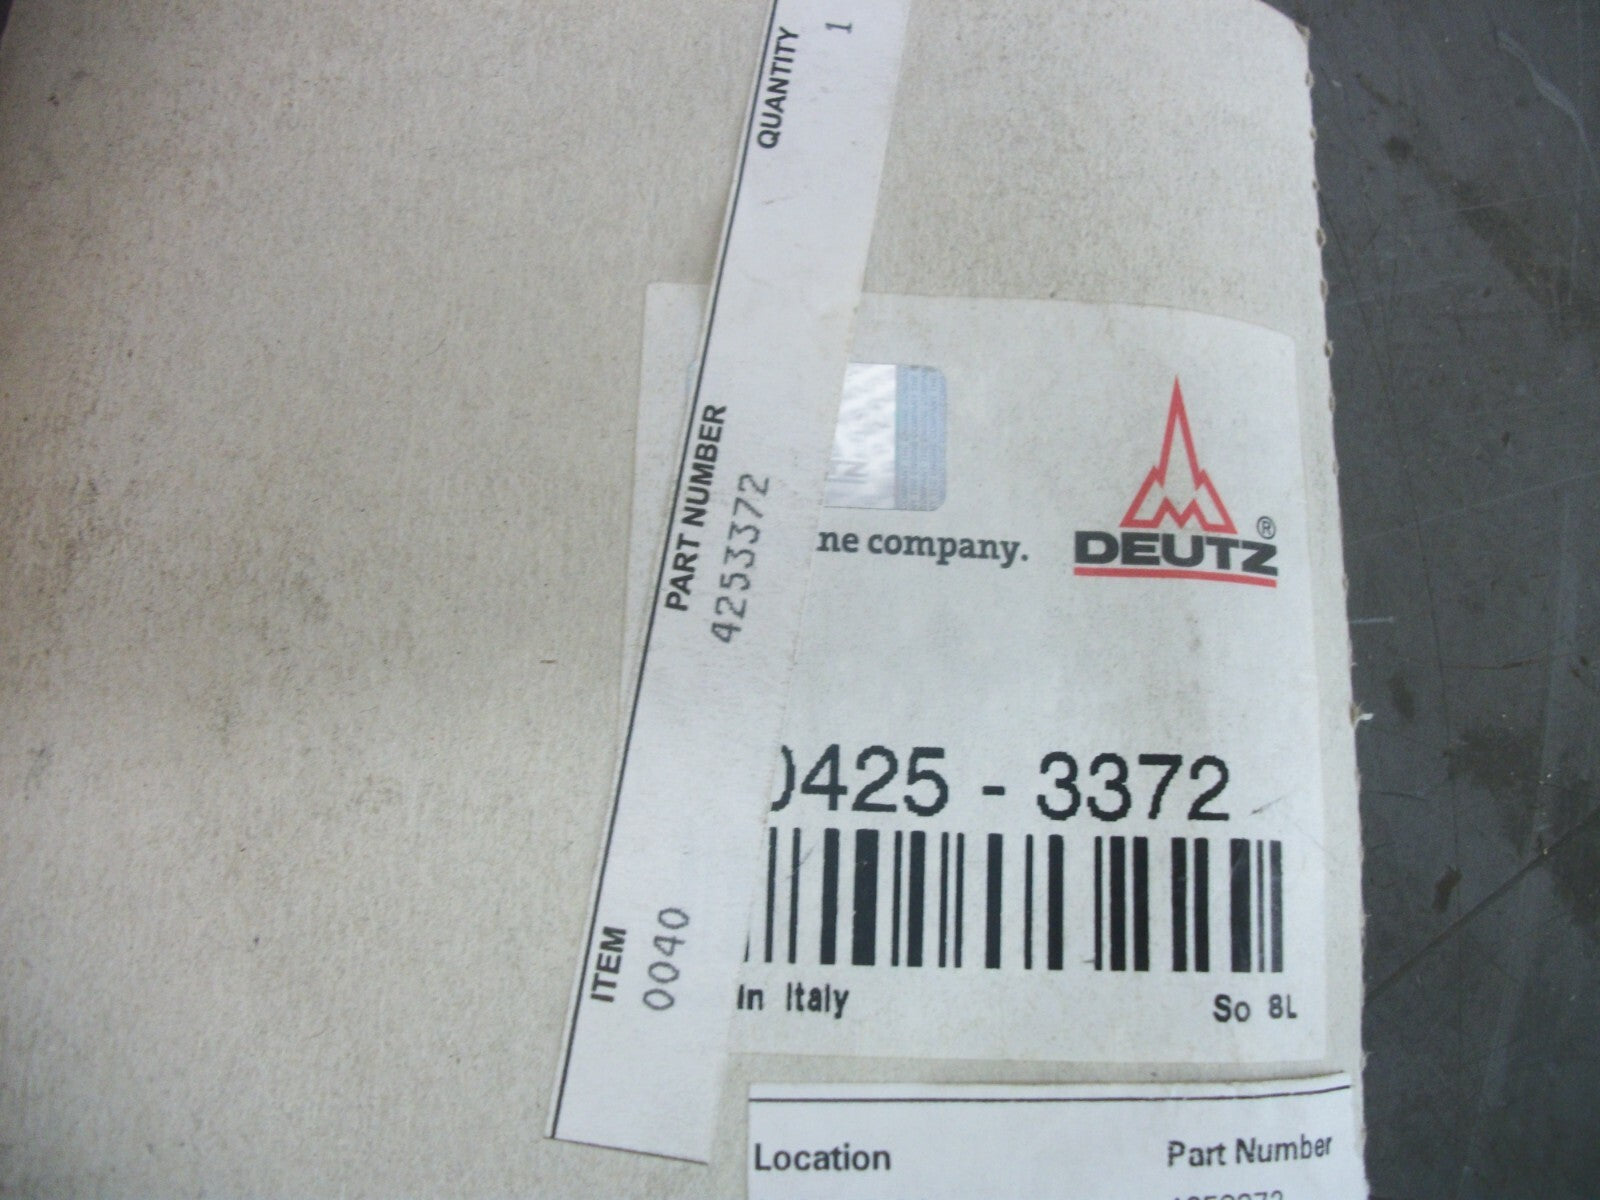 QUANTITY
1
PART NUMBER
4253372
ITEM
0040
ne company.
DEUTZ®
0425 - 3372
In Italy
So 8L
Location
Part Number